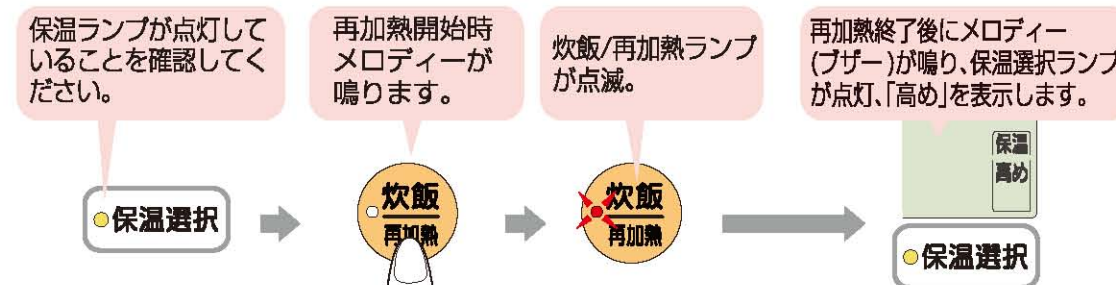 保温ランプが点灯して
いることを確認してく
ださい。
再加熱開始時
メロディーが
鳴ります。
炊飯/再加熱ランプ
が点滅。
再加熱終了後にメロディー
(ブザー)が鳴り、保温選択ランプ
が点灯、「高め」を表示します。
保温選択
炊飯
再加熱
炊飯
再加熱
保温
高め
保温選択